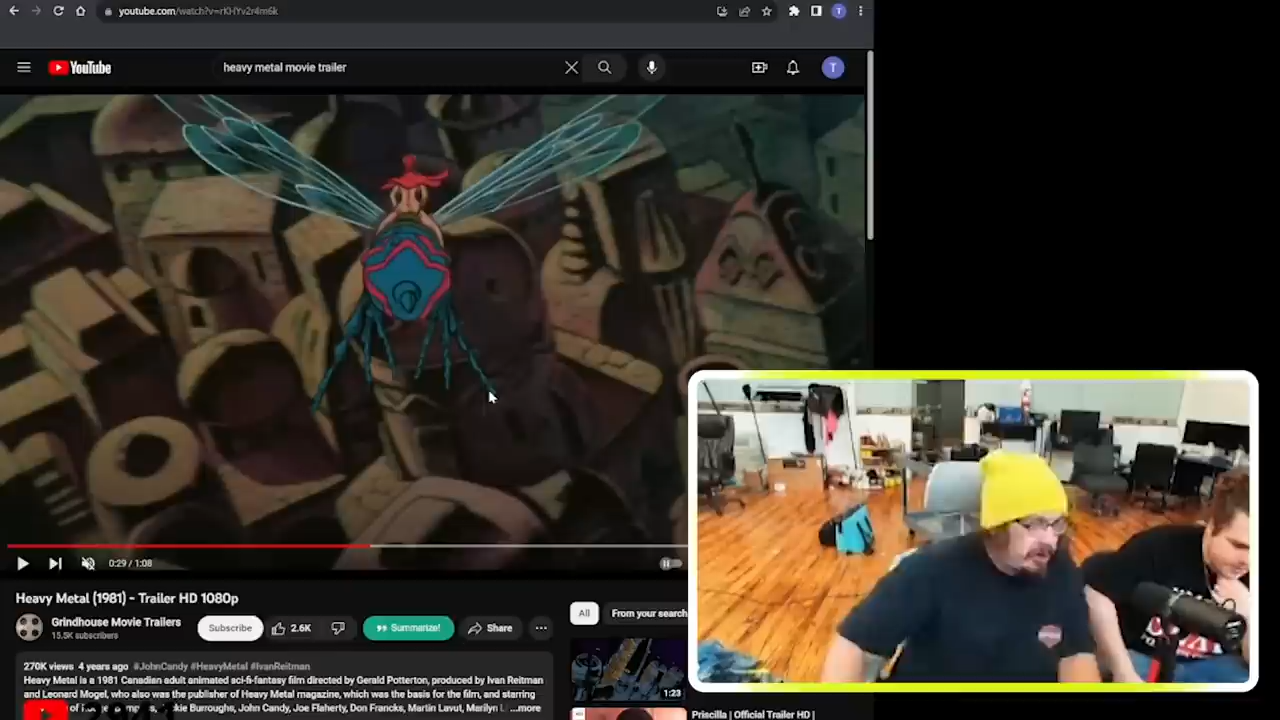 youtube.com/watch?v=rKHYv2r4m6k
T
YouTube
heavy metal movie trailer
T
0:29 / 1:08
Heavy Metal (1981) - Trailer HD 1080p
Grindhouse Movie Trailers
15.5K subscribers
Subscribe
2.6K
Summarize!
Share
All
From your search
270K views 4 years ago #JohnCandy #HeavyMetal #IvanReitman
Heavy Metal is a 1981 Canadian adult animated sci-fi-fantasy film directed by Gerald Potterton, produced by Ivan Reitman
and Leonard Mogel, who also was the publisher of Heavy Metal magazine, which was the basis for the film, and starring
Burroughs, John Candy, Joe Flaherty, Don Francks, Martin Lavut, Marilyn L ...more
1:23
Priscilla | Official Trailer HD |